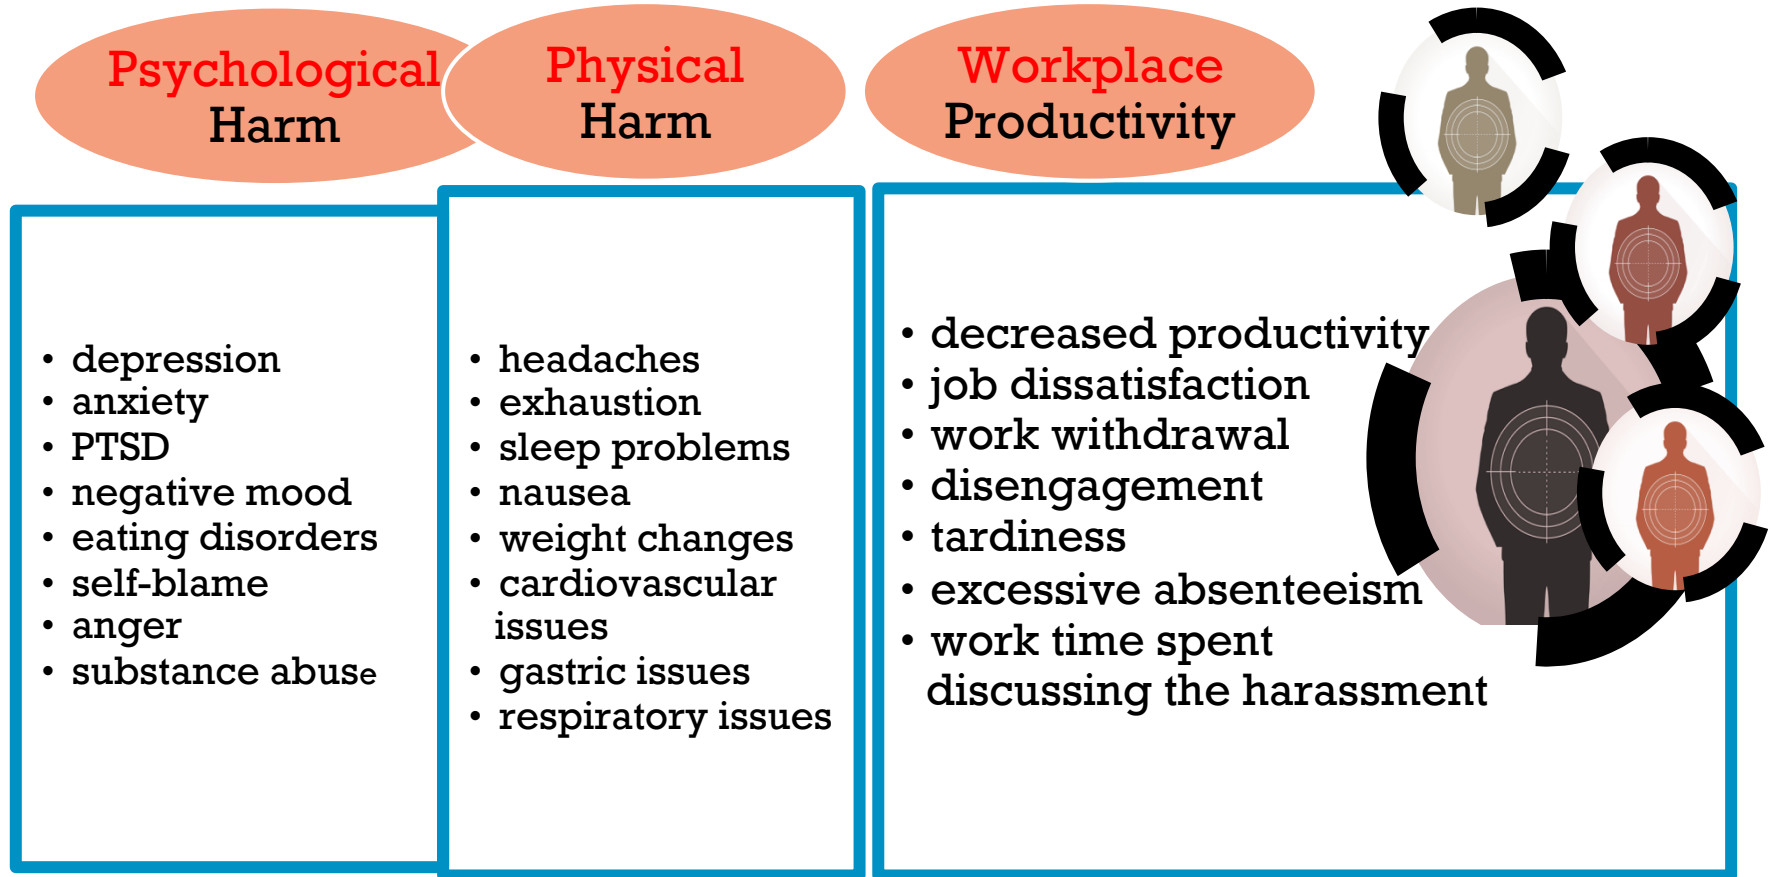 Psychological
Harm
• depression
• anxiety
• PTSD
• negative mood
• eating disorders
• self-blame
• anger
• substance abuse
Physical
Harm
• headaches
• exhaustion
• sleep problems
• nausea
• weight changes
• cardiovascular
issues
• gastric issues
• respiratory issues
Workplace
Productivity
• decreased productivity
• job dissatisfaction
• work withdrawal
• disengagement
• tardiness
• excessive absenteeism
• work time spent
discussing the harassment